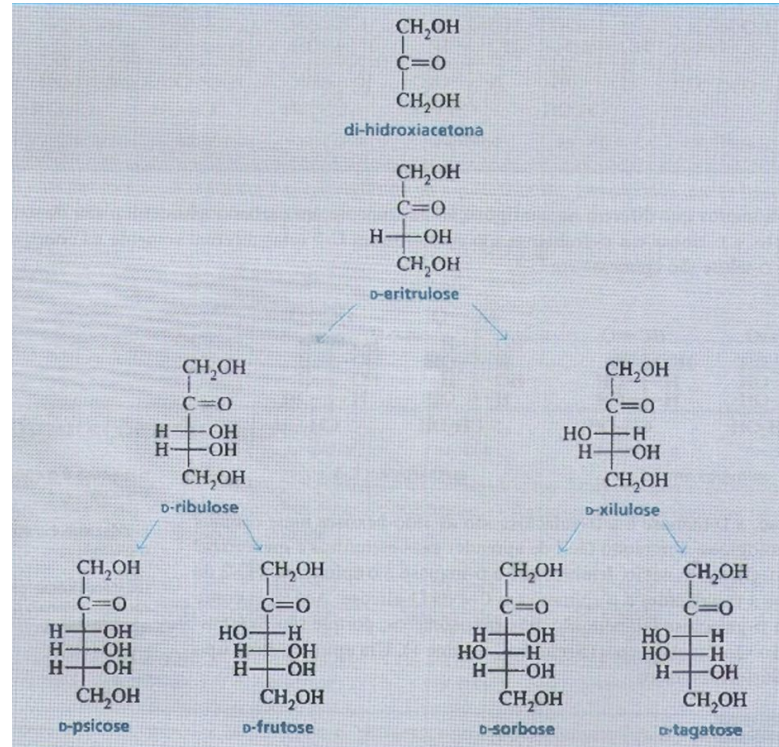 CH₂OH
C=O
CH₂OH
di-hidroxiacetona
CH₂OH
C=O
H OH
CH₂OH
D-eritrulose
CH₂OH
C=O
H OH
H OH
CH₂OH
D-ribulose
CH₂OH
C=O
HO H
H OH
CH₂OH
D-xilulose
CH₂OH
C=O
H OH
H OH
H OH
CH₂OH
D-psicose
CH₂OH
C=O
HO H
H OH
H OH
CH₂OH
D-frutose
CH₂OH
C=O
H OH
HO H
H OH
CH₂OH
D-sorbose
CH₂OH
C=O
HO H
HO H
H OH
CH₂OH
D-tagatose